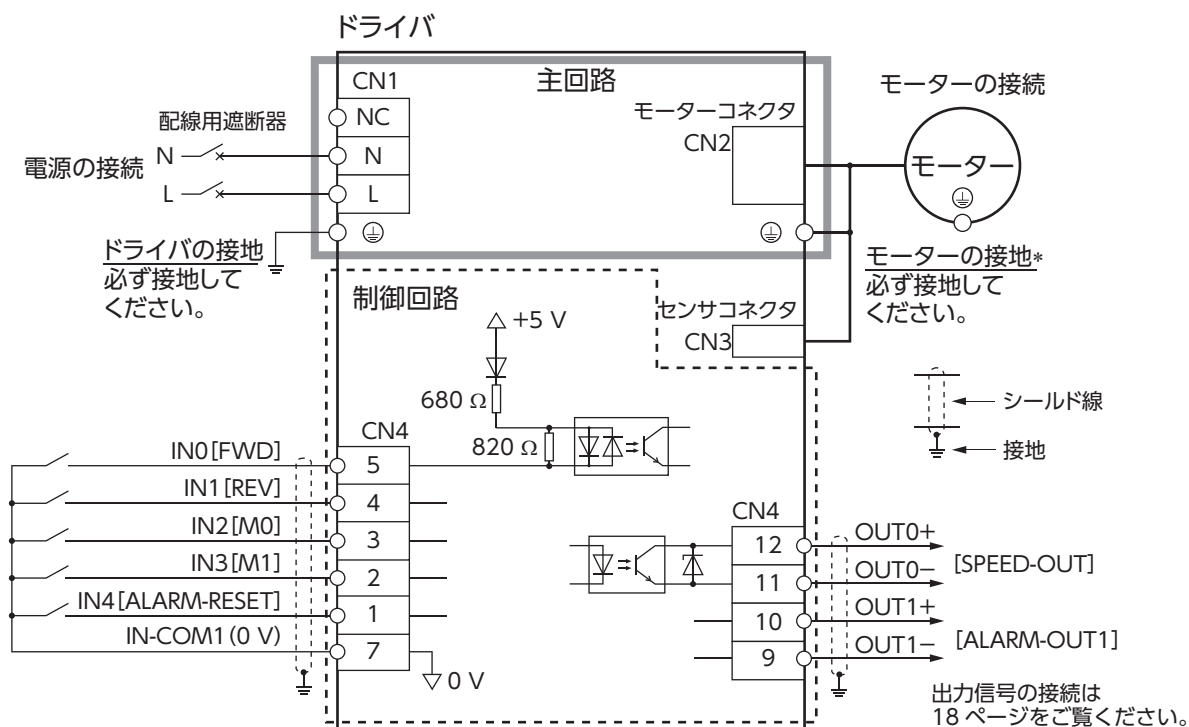 ドライバ
主回路
CN1
NC
N
L
配線用遮断器
電源の接続
N
L
ドライバの接地
必ず接地して
ください。
モーターコネクタ
CN2
モーターの接続
モーター
モーターの接地*
必ず接地して
ください。
制御回路
センサコネクタ
CN3
+5 V
680 Ω
820 Ω
シールド線
接地
CN4
IN0[FWD]
5
IN1[REV]
4
IN2[M0]
3
IN3[M1]
2
IN4[ALARM-RESET]
1
IN-COM1(0 V)
7
0 V
CN4
12
OUT0+
11
OUT0−
[SPEED-OUT]
10
OUT1+
9
OUT1−
[ALARM-OUT1]
出力信号の接続は
18 ページをご覧ください。